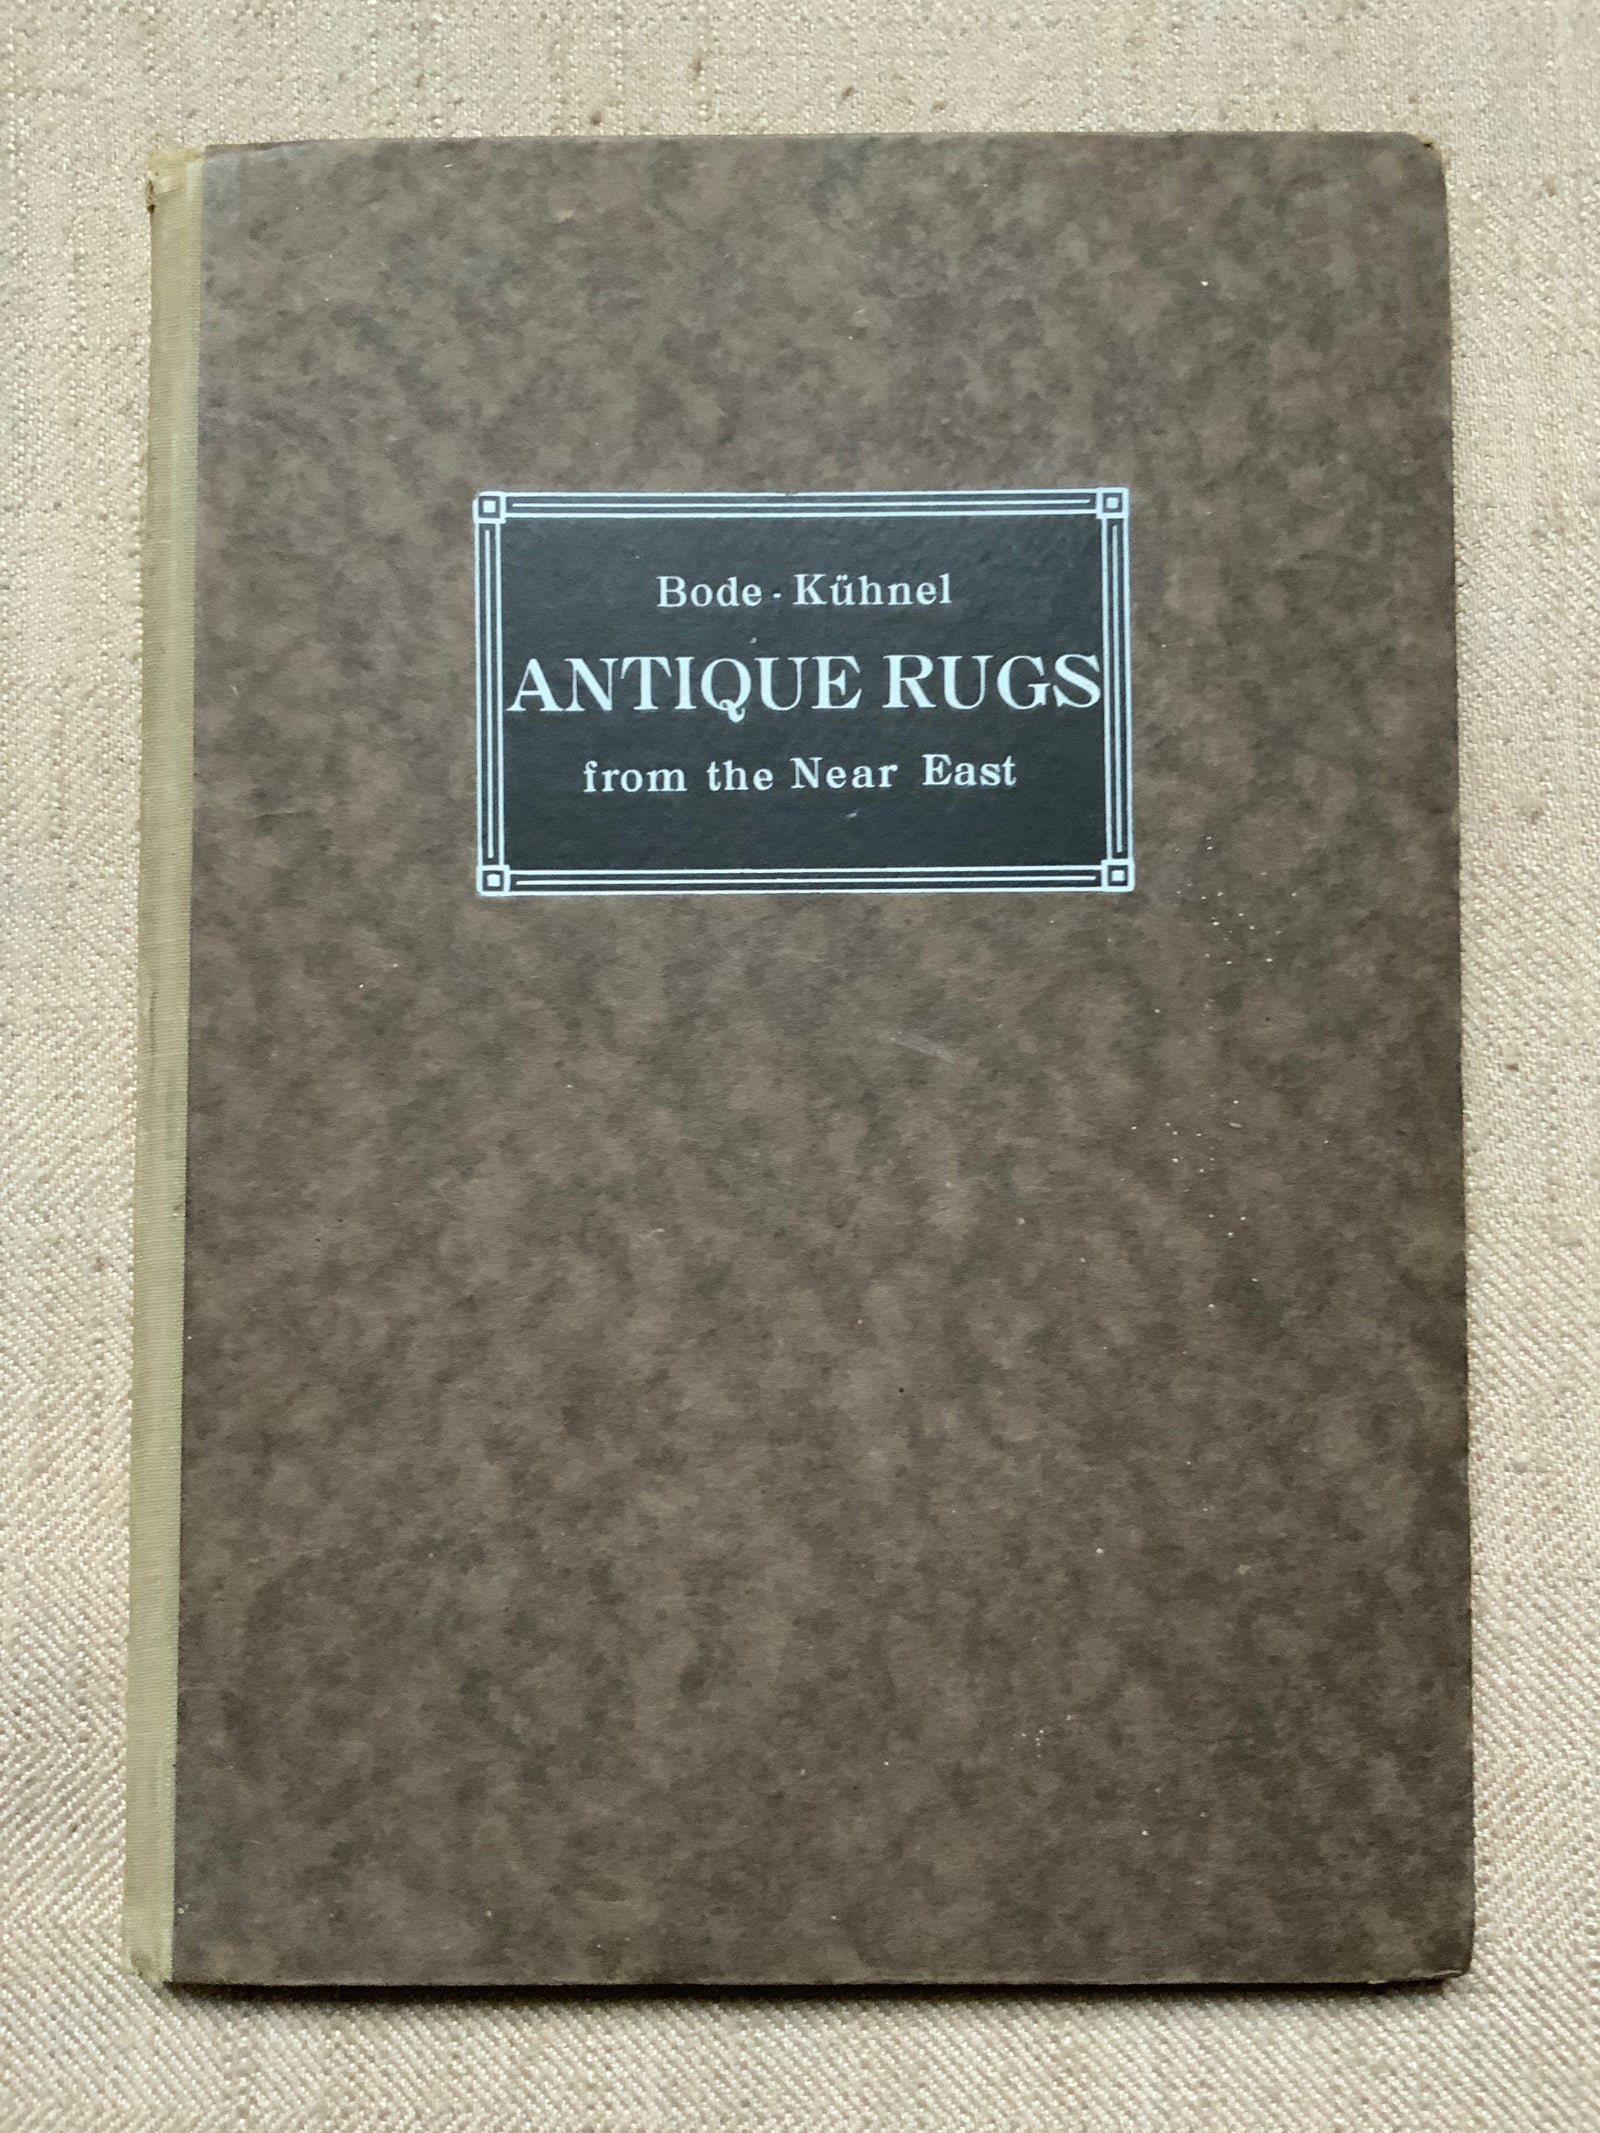 Bode · Kühnel
ANTIQUE RUGS
from the Near East